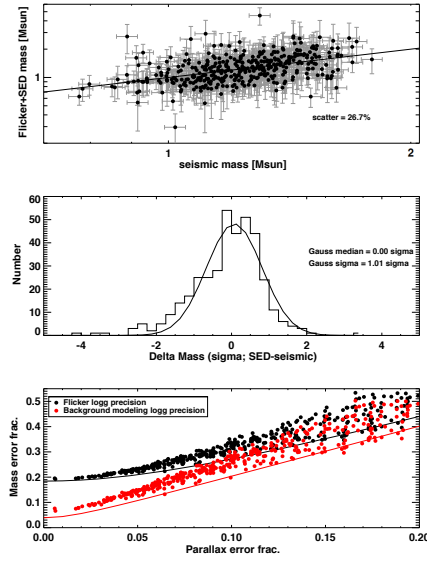 Flicker+SED mass [Msun]
1
scatter = 26.7%
1
2
seismic mass [Msun]
Number
60
50
40
30
20
10
0
Gauss median = 0.00 sigma
Gauss sigma = 1.01 sigma
-4
-2
0
2
4
Delta Mass (sigma; SED-seismic)
Mass error frac.
0.5
0.4
0.3
0.2
0.1
0.0
Flicker logg precision
Background modeling logg precision
0.00
0.05
0.10
0.15
0.20
Parallax error frac.